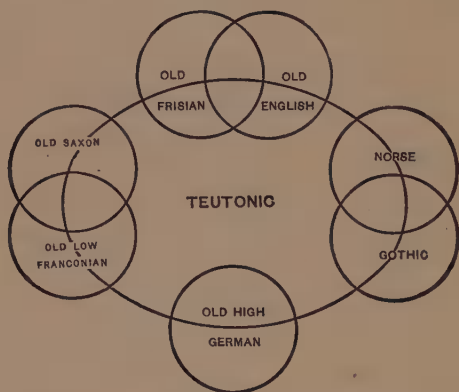 OLD
FRISIAN
OLD
ENGLISH
OLD SAXON
NORSE
TEUTONIC
OLD LOW
FRANCONIAN
GOTHIC
OLD HIGH
GERMAN